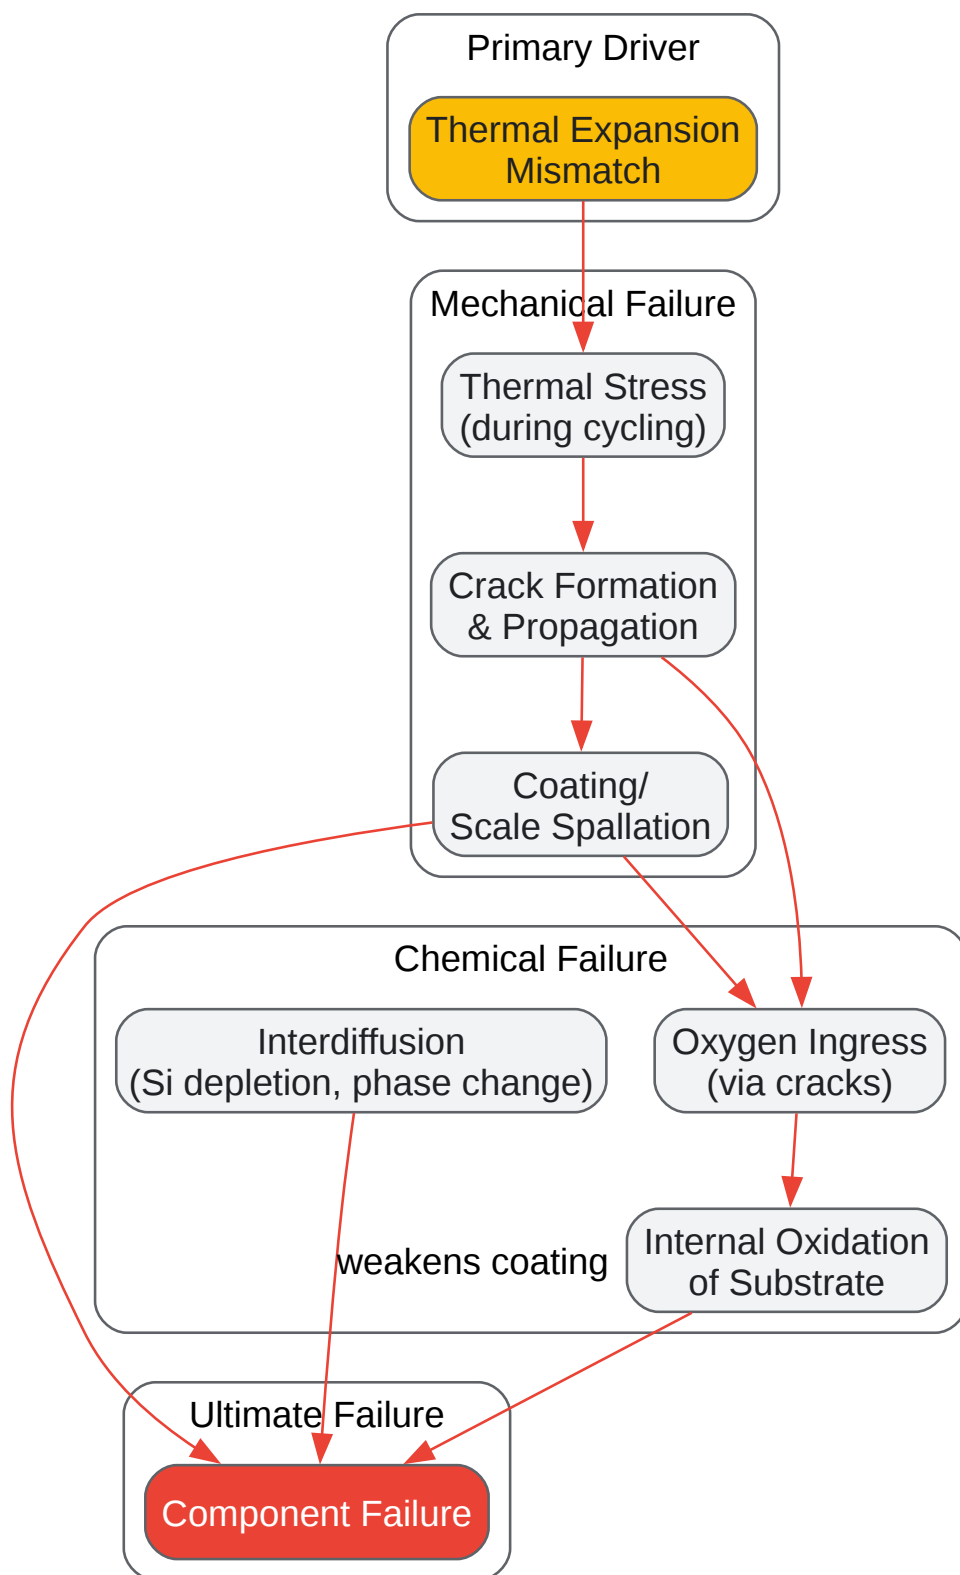 Primary Driver
Thermal Expansion
Mismatch
Mechanical Failure
Thermal Stress
(during cycling)
Crack Formation
& Propagation
Coating/
Scale Spallation
Chemical Failure
Interdiffusion
(Si depletion, phase change)
Oxygen Ingress
(via cracks)
weakens coating
Internal Oxidation
of Substrate
Ultimate Failure
Component Failure